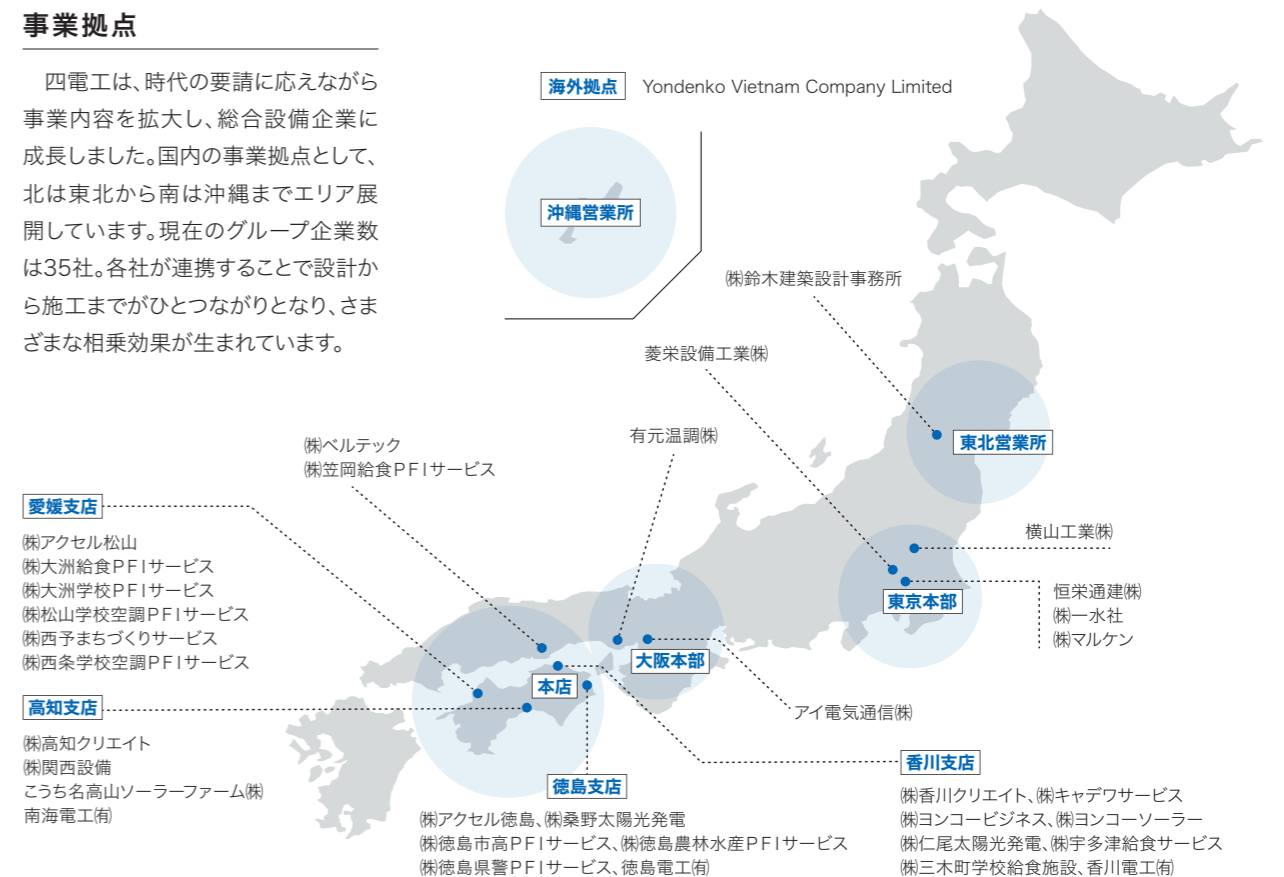 事業拠点
四電工は、時代の要請に応えながら
事業内容を拡大し、総合設備企業に
成長しました。国内の事業拠点として、
北は東北から南は沖縄までエリア展
開しています。現在のグループ企業数
は35社。各社が連携することで設計か
ら施工までがひとつながりとなり、さま
ざまな相乗効果が生まれています。
海外拠点 Yondenko Vietnam Company Limited
沖縄営業所
㈱鈴木建築設計事務所
菱栄設備工業㈱
有元温調㈱
㈱ベルテック
㈱笠岡給食PFIサービス
東北営業所
横山工業㈱
東京本部
恒栄通建㈱
㈱一水社
㈱マルケン
大阪本部
本店
アイ電気通信㈱
愛媛支店
㈱アクセル松山
㈱大洲給食PFIサービス
㈱大洲学校PFIサービス
㈱松山学校空調PFIサービス
㈱西予まちづくりサービス
㈱西条学校空調PFIサービス
高知支店
㈱高知クリエイト
㈱関西設備
こうち名高山ソーラーファーム㈱
南海電工㈲
徳島支店
㈱アクセル徳島、㈱桑野太陽光発電
㈱徳島市高PFIサービス、㈱徳島農林水産PFIサービス
㈱徳島県警PFIサービス、徳島電工㈲
香川支店
㈱香川クリエイト、㈱キャデワサービス
㈱ヨンコービジネス、㈱ヨンコーソーラー
㈱仁尾太陽光発電、㈱宇多津給食サービス
㈱三木町学校給食施設、香川電工㈲